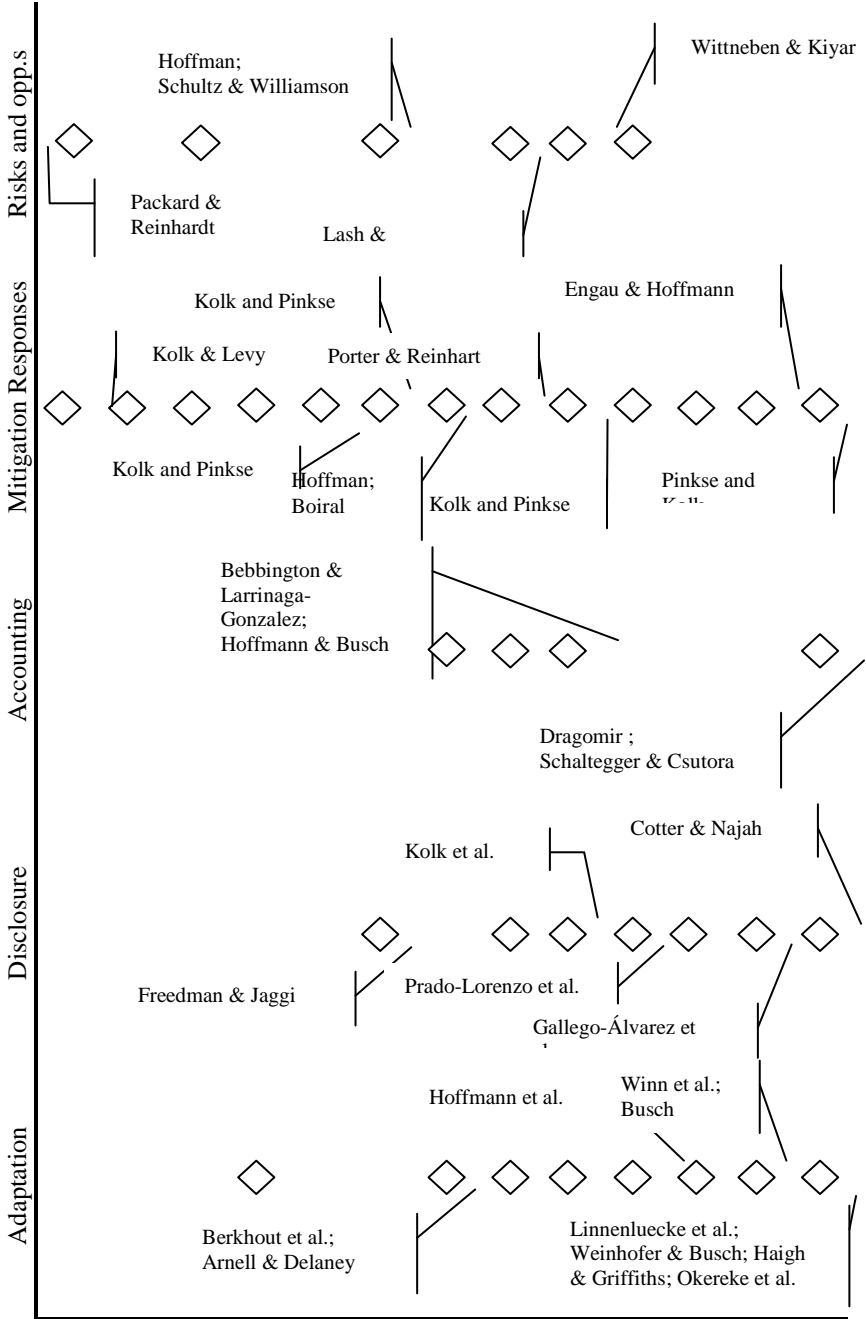 Risks and opp.s
Hoffman;
Schultz & Williamson
Wittneben & Kiyar
Packard &
Reinhardt
Lash &
Mitigation Responses
Kolk and Pinkse
Engau & Hoffmann
Kolk & Levy
Porter & Reinhart
Kolk and Pinkse
Hoffman;
Boiral
Kolk and Pinkse
Pinkse and
Accounting
Bebbington &
Larrinaga-
Gonzalez;
Hoffmann & Busch
Dragomir ;
Schaltegger & Csutora
Disclosure
Cotter & Najah
Kolk et al.
Freedman & Jaggi
Prado-Lorenzo et al.
Gallego-Álvarez et
Adaptation
Hoffmann et al.
Winn et al.;
Busch
Berkhout et al.;
Arnell & Delaney
Linnenluecke et al.;
Weinhofer & Busch; Haigh
& Griffiths; Okereke et al.